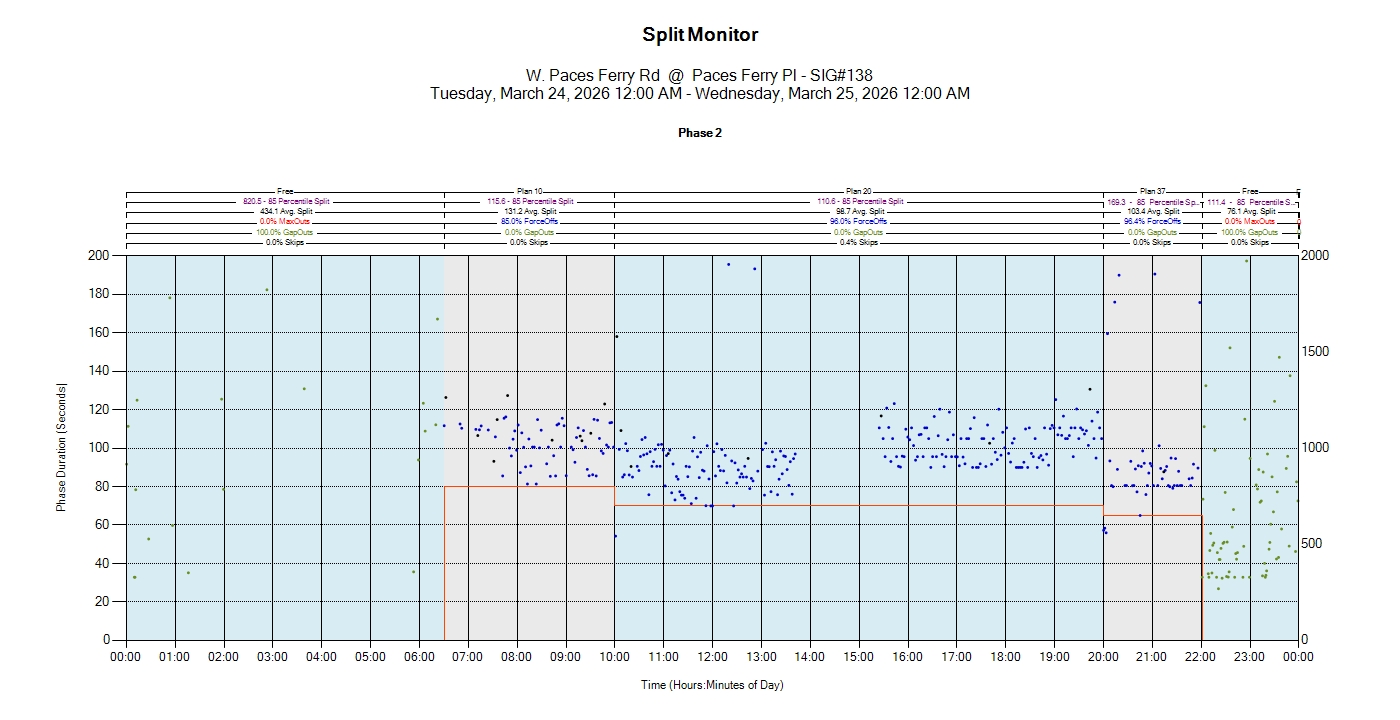 Split Monitor
W. Paces Ferry Rd @ Paces Ferry Pl - SIG#138
Tuesday, March 24, 2026 12:00 AM - Wednesday, March 25, 2026 12:00 AM
Phase 2
Free Plan 10 Plan 20 Plan 37 Free
820.5 - 85 Percentile Split 115.6 - 85 Percentile Split 110.6 - 85 Percentile Split 169.3 - 85 Percentile Sp... 111.4 - 85 Percentile S...
434.1 Avg. Split 131.2 Avg. Split 98.7 Avg. Split 103.4 Avg. Split 76.1 Avg. Split
0.0% MaxOuts 85.0% ForceOffs 96.0% ForceOffs 96.4% ForceOffs 0.0% MaxOuts
100.0% GapOuts 0.0% GapOuts 0.0% GapOuts 0.0% GapOuts 100.0% GapOuts
0.0% Skips 0.0% Skips 0.4% Skips 0.0% Skips 0.0% Skips
200 2000
180
160
1500
140
120
100 1000
80
60
500
40
20
0 0
Phase Duration (Seconds)
00:00 01:00 02:00 03:00 04:00 05:00 06:00 07:00 08:00 09:00 10:00 11:00 12:00 13:00 14:00 15:00 16:00 17:00 18:00 19:00 20:00 21:00 22:00 23:00 00:00
Time (Hours:Minutes of Day)